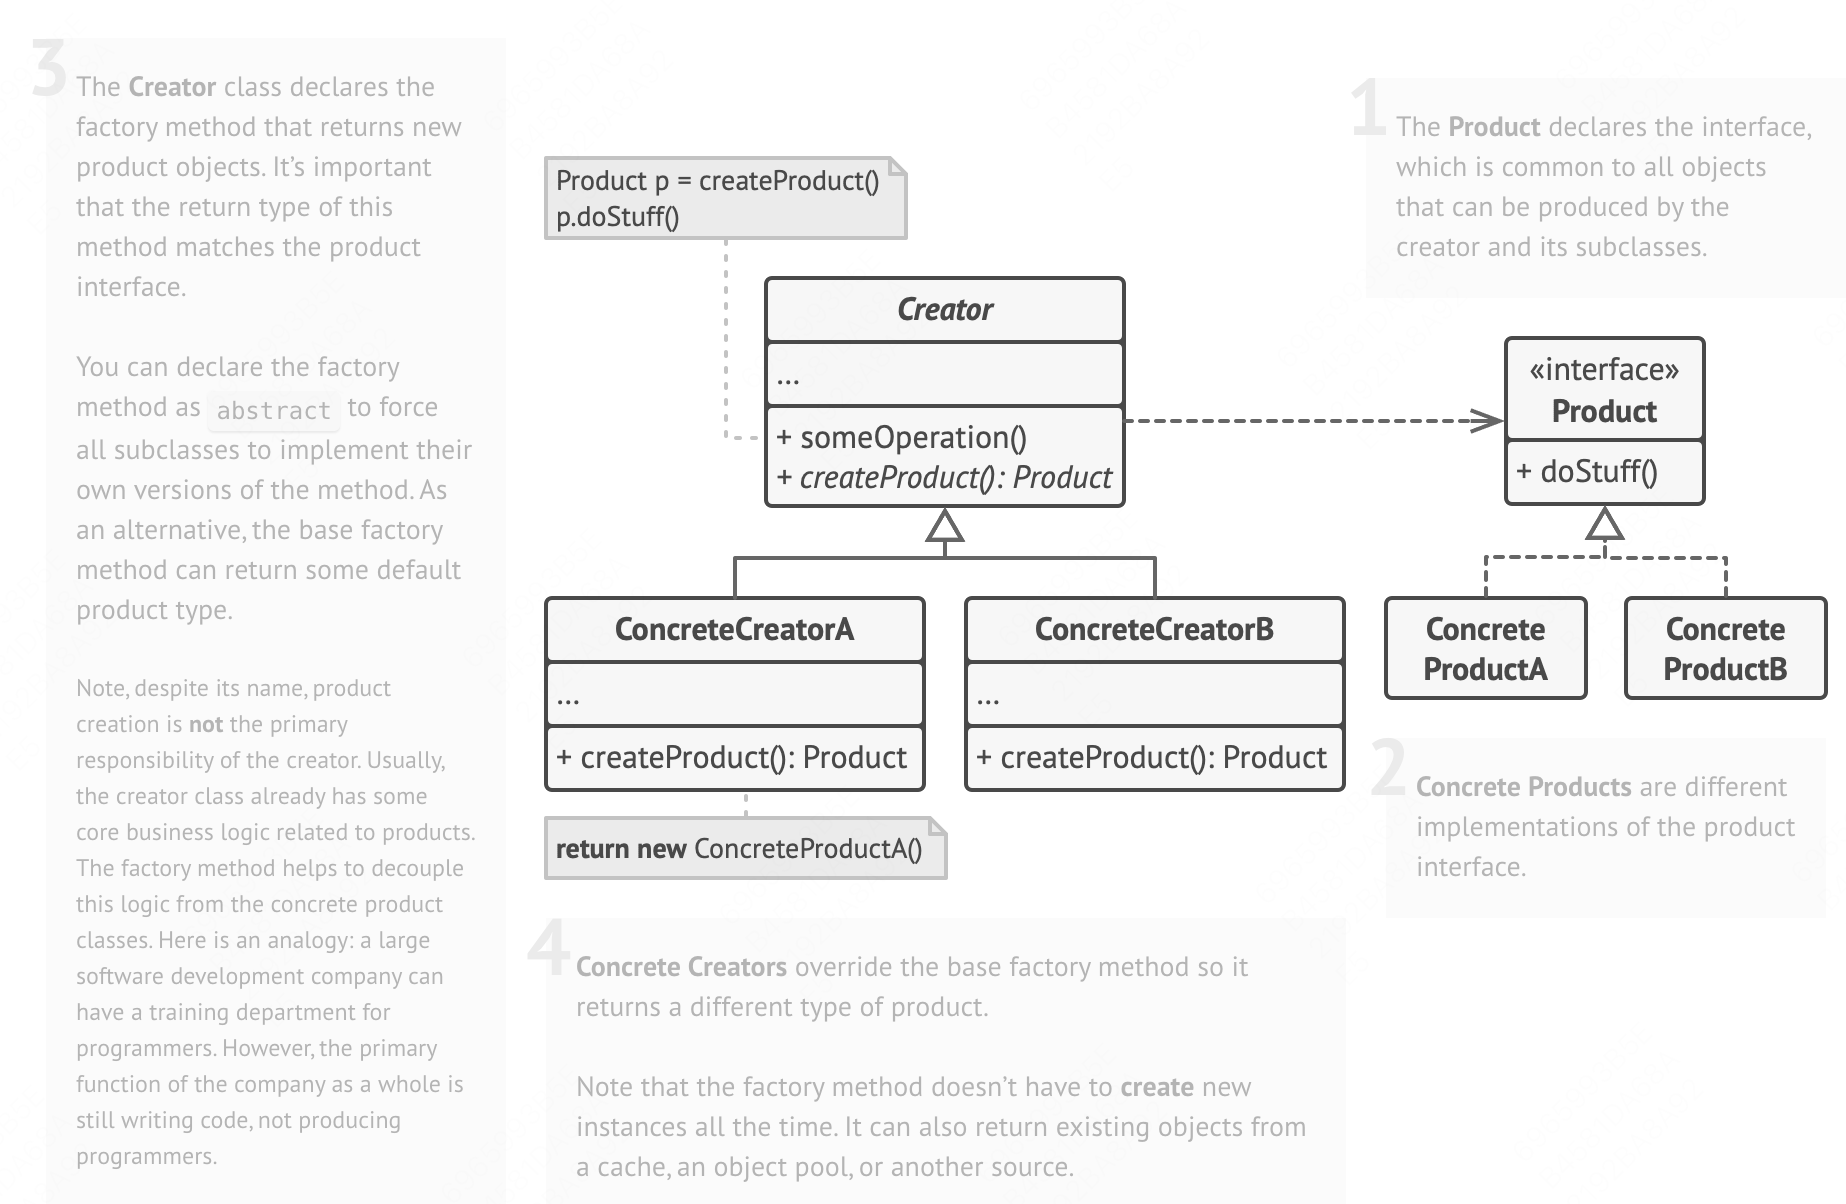 3
The Creator class declares the
factory method that returns new
product objects. It’s important
that the return type of this
method matches the product
interface.
You can declare the factory
method as abstract to force
all subclasses to implement their
own versions of the method. As
an alternative, the base factory
method can return some default
product type.
Note, despite its name, product
creation is not the primary
responsibility of the creator. Usually,
the creator class already has some
core business logic related to products.
The factory method helps to decouple
this logic from the concrete product
classes. Here is an analogy: a large
software development company can
have a training department for
programmers. However, the primary
function of the company as a whole is
still writing code, not producing
programmers.
Product p = createProduct()
p.doStuff()
Creator
...
+ someOperation()
+ createProduct(): Product
ConcreteCreatorA
...
+ createProduct(): Product
return new ConcreteProductA()
ConcreteCreatorB
...
+ createProduct(): Product
1
The Product declares the interface,
which is common to all objects
that can be produced by the
creator and its subclasses.
«interface»
Product
+ doStuff()
Concrete
ProductA
Concrete
ProductB
2
Concrete Products are different
implementations of the product
interface.
4
Concrete Creators override the base factory method so it
returns a different type of product.
Note that the factory method doesn’t have to create new
instances all the time. It can also return existing objects from
a cache, an object pool, or another source.